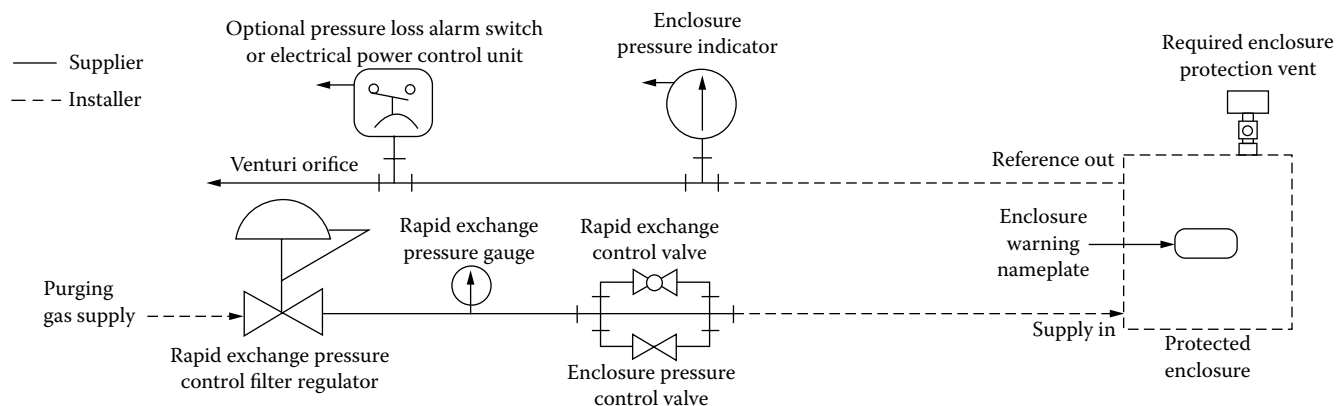 Supplier
Installer
Optional pressure loss alarm switch
or electrical power control unit
Enclosure
pressure indicator
Required enclosure
protection vent
Venturi orifice
Reference out
Rapid exchange
pressure gauge
Rapid exchange
control valve
Enclosure
warning
nameplate
Purging
gas supply
Supply in
Rapid exchange pressure
control filter regulator
Enclosure pressure
control valve
Protected
enclosure